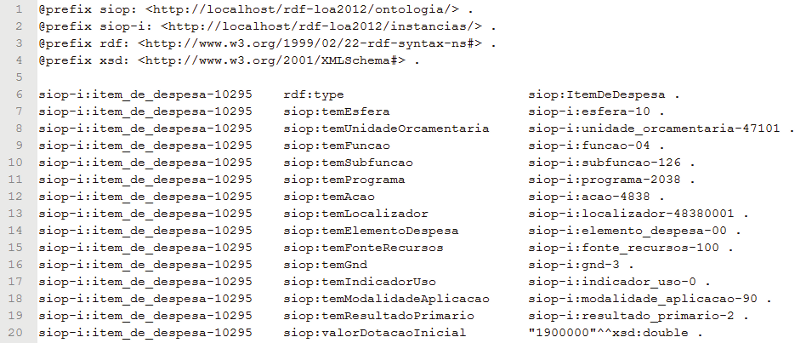 1 @prefix siop: <http://localhost/rdf-loa2012/ontologia/> .
2 @prefix siop-i: <http://localhost/rdf-loa2012/instancias/> .
3 @prefix rdf: <http://www.w3.org/1999/02/22-rdf-syntax-ns#> .
4 @prefix xsd: <http://www.w3.org/2001/XMLSchema#> .
5
6 siop-i:item_de_despesa-10295 rdf:type siop:ItemDeDespesa .
7 siop-i:item_de_despesa-10295 siop:temEsfera siop-i:esfera-10 .
8 siop-i:item_de_despesa-10295 siop:temUnidadeOrcamentaria siop-i:unidade_orcamentaria-47101 .
9 siop-i:item_de_despesa-10295 siop:temFuncao siop-i:funcao-04 .
10 siop-i:item_de_despesa-10295 siop:temSubfuncao siop-i:subfuncao-126 .
11 siop-i:item_de_despesa-10295 siop:temPrograma siop-i:programa-2038 .
12 siop-i:item_de_despesa-10295 siop:temAcao siop-i:acao-4838 .
13 siop-i:item_de_despesa-10295 siop:temLocalizador siop-i:localizador-48380001 .
14 siop-i:item_de_despesa-10295 siop:temElementoDespesa siop-i:elemento_despesa-00 .
15 siop-i:item_de_despesa-10295 siop:temFonteRecursos siop-i:fonte_recursos-100 .
16 siop-i:item_de_despesa-10295 siop:temGnd siop-i:gnd-3 .
17 siop-i:item_de_despesa-10295 siop:temIndicadorUso siop-i:indicador_uso-0 .
18 siop-i:item_de_despesa-10295 siop:temModalidadeAplicacao siop-i:modalidade_aplicacao-90 .
19 siop-i:item_de_despesa-10295 siop:temResultadoPrimario siop-i:resultado_primario-2 .
20 siop-i:item_de_despesa-10295 siop:valorDotacaoInicial "1900000"^^xsd:double .